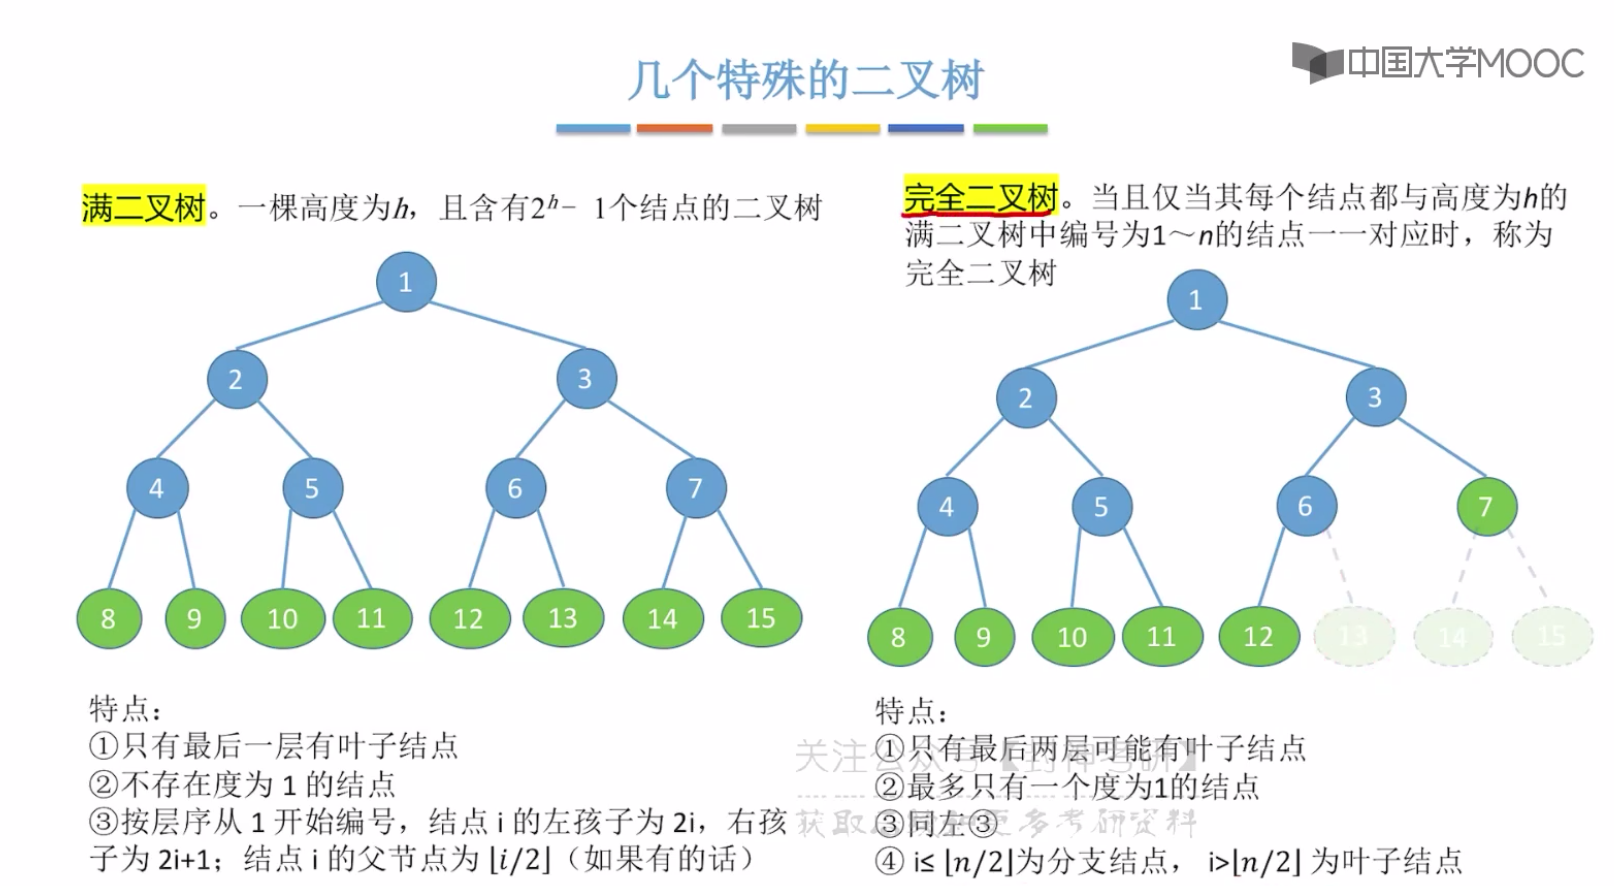 几个特殊的二叉树
中国大学MOOC
满二叉树。一棵高度为h，且含有2ʰ− 1个结点的二叉树
1
2
3
4
5
6
7
8
9
10
11
12
13
14
15
特点：
①只有最后一层有叶子结点
②不存在度为 1 的结点
③按层序从 1 开始编号，结点 i 的左孩子为 2i，右孩
子为 2i+1；结点 i 的父节点为 ⌊i/2⌋（如果有的话）
完全二叉树。当且仅当其每个结点都与高度为h的
满二叉树中编号为1～n的结点一一对应时，称为
完全二叉树
1
2
3
4
5
6
7
8
9
10
11
12
13
14
15
特点：
①只有最后两层可能有叶子结点
②最多只有一个度为1的结点
③同左③
④ i≤ ⌊n/2⌋为分支结点， i>⌊n/2⌋ 为叶子结点
关注公众号
获取
更多考研资料